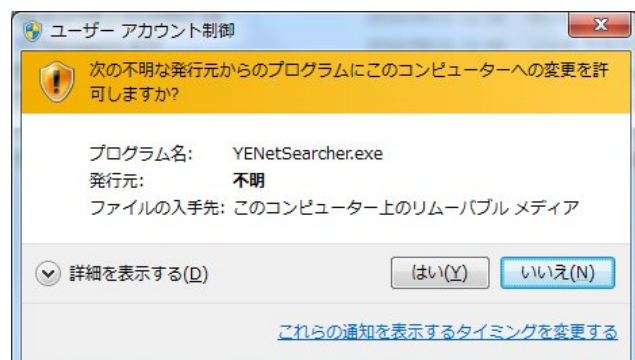 ユーザー アカウント制御
次の不明な発行元からのプログラムにこのコンピューターへの変更を許
可しますか?
プログラム名: YENetSearcher.exe
発行元: 不明
ファイルの入手先: このコンピューター上のリムーバブル メディア
詳細を表示する(D)
はい(Y)
いいえ(N)
これらの通知を表示するタイミングを変更する